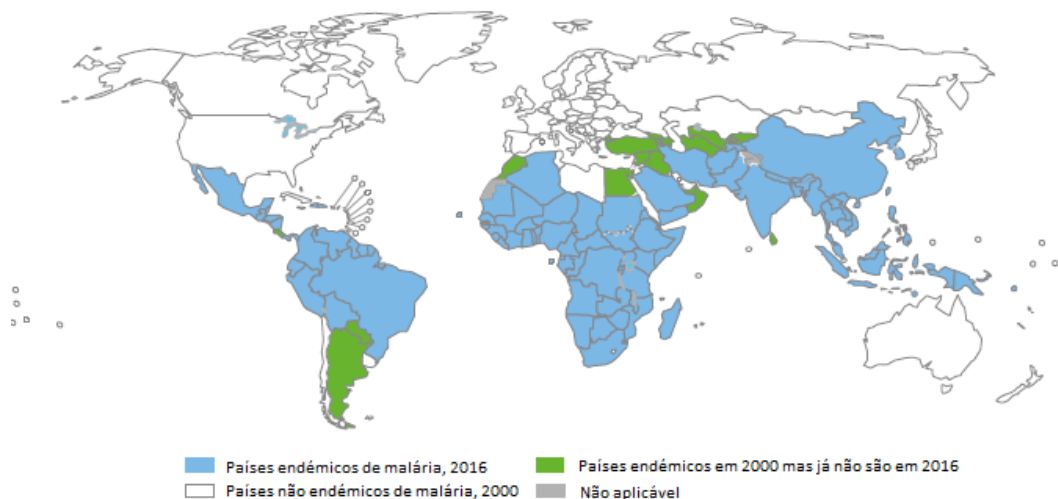 Países endémicos de malária, 2016
Países endémicos em 2000 mas já não são em 2016
Países não endémicos de malária, 2000
Não aplicável